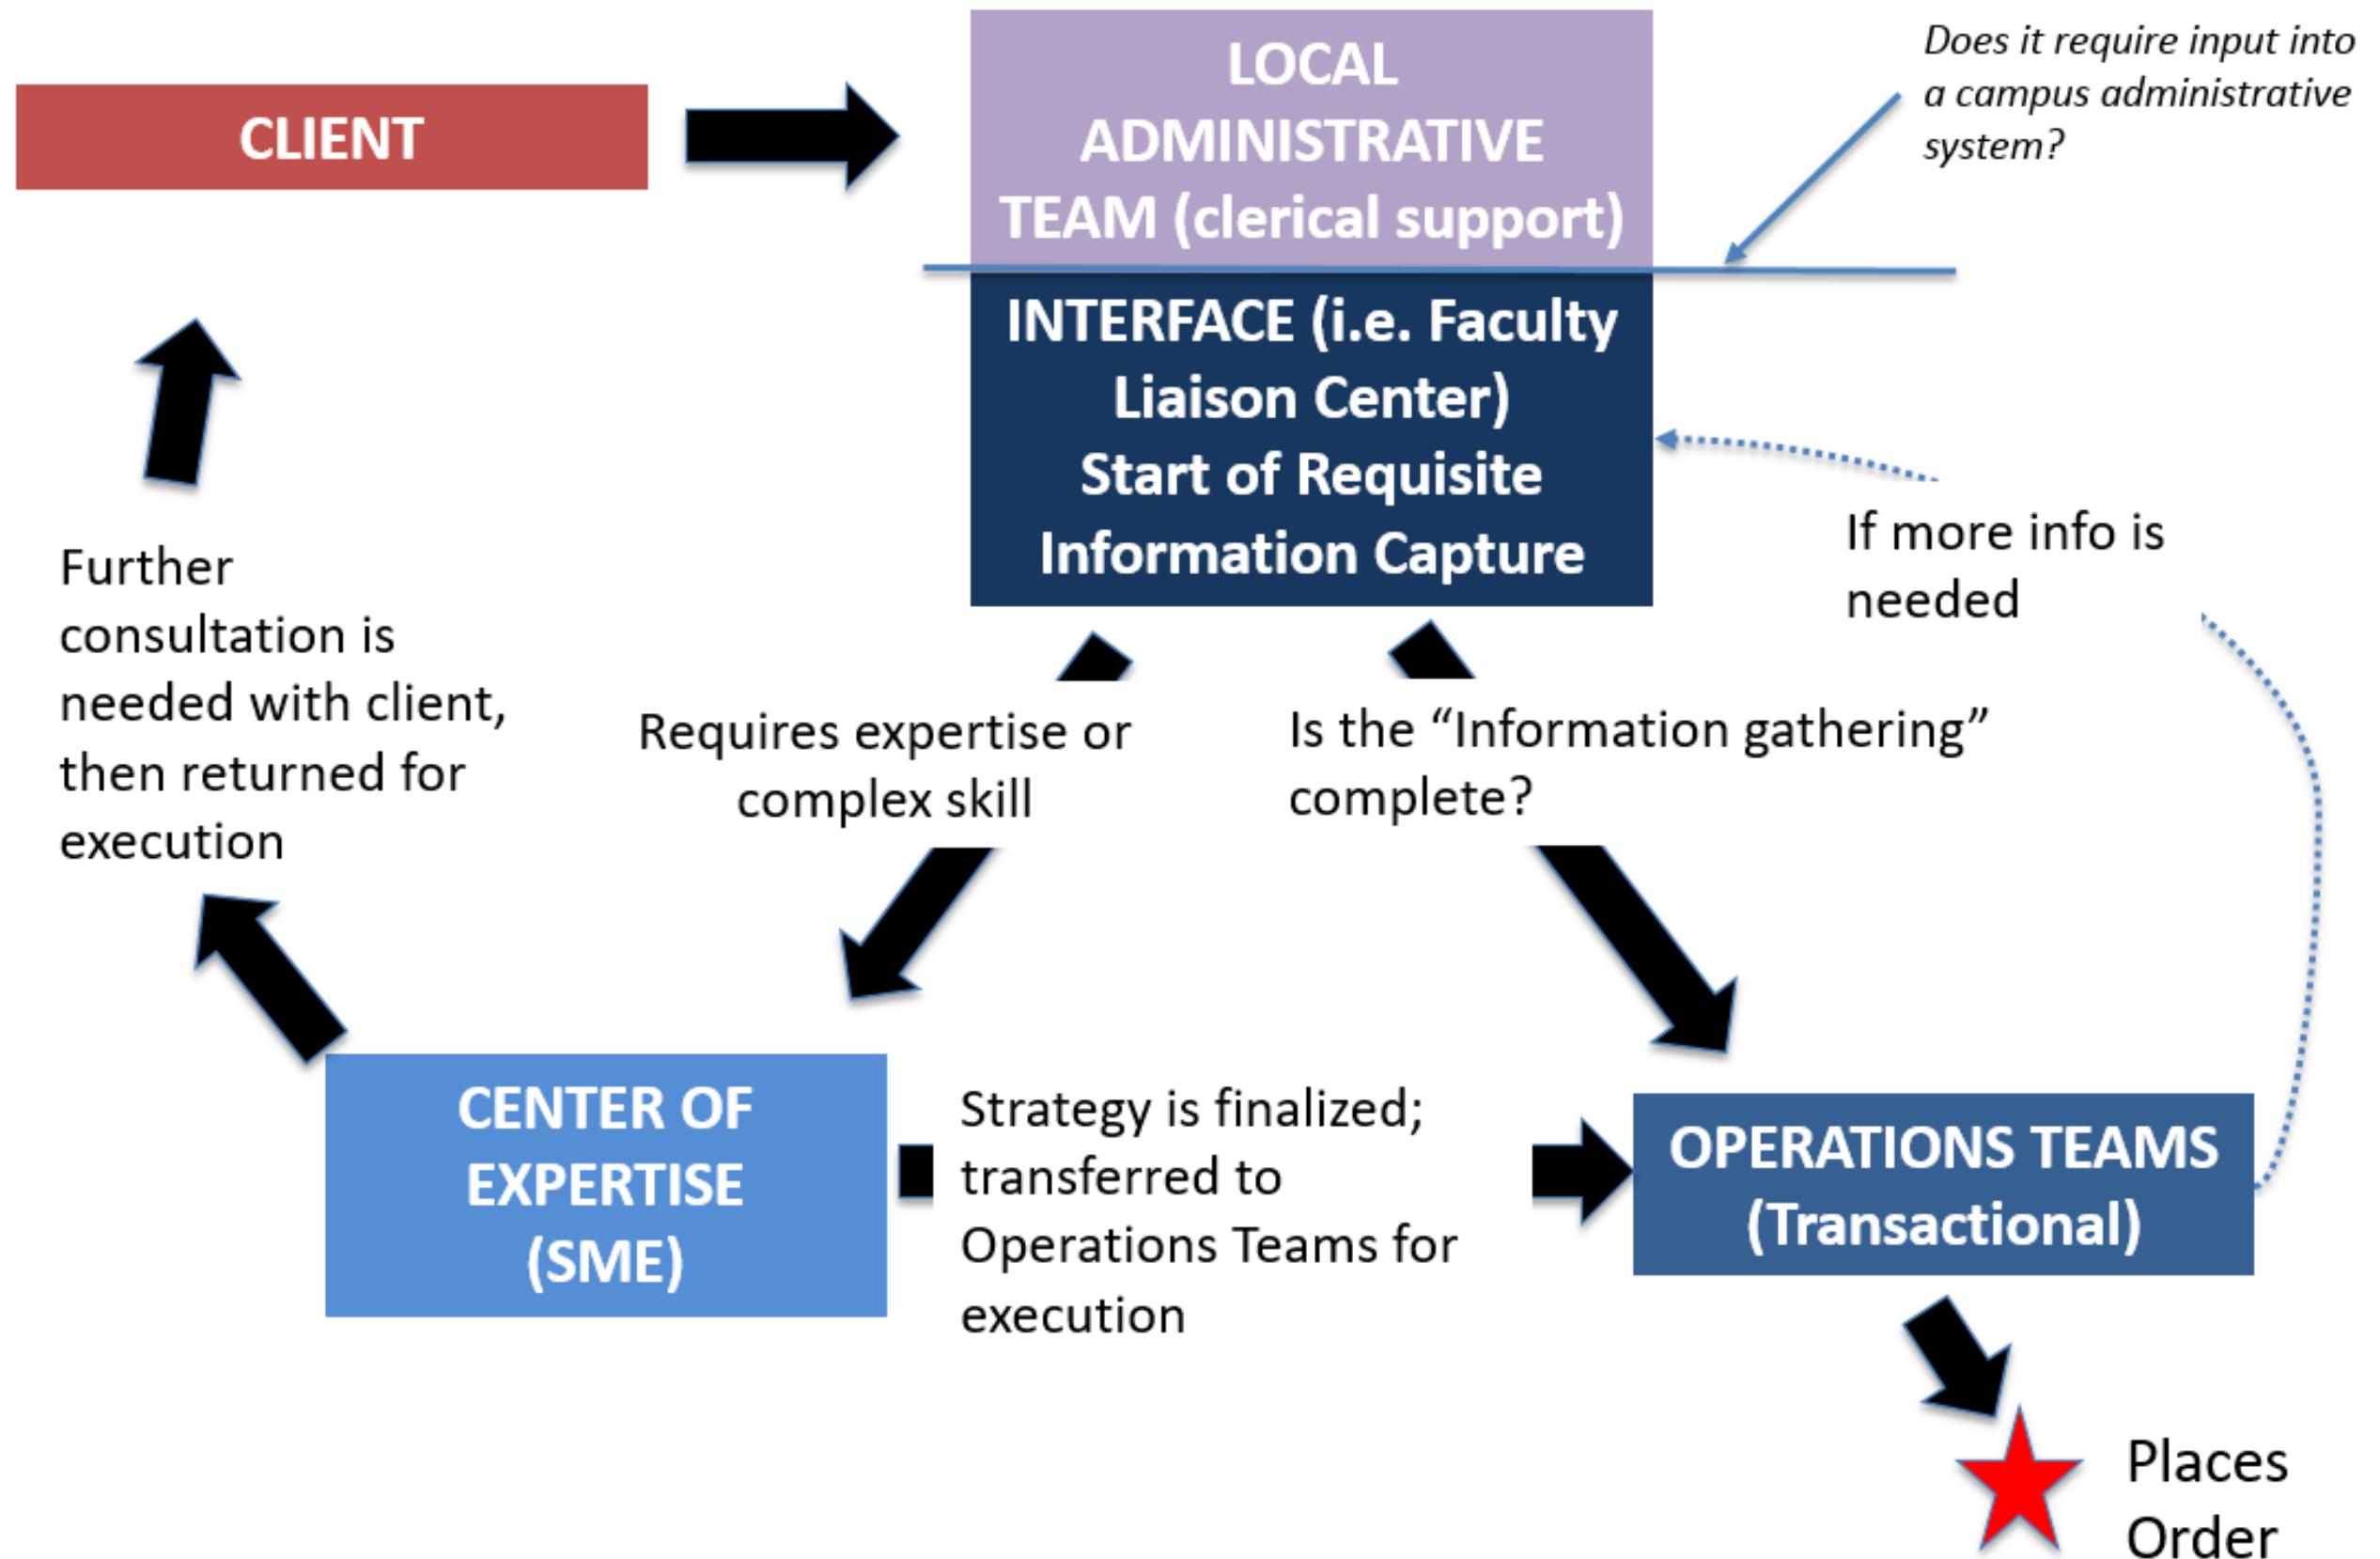 CLIENT
LOCAL
ADMINISTRATIVE
TEAM (clerical support)
Does it require input into
a campus administrative
system?
INTERFACE (i.e. Faculty
Liaison Center)
Start of Requisite
Information Capture
If more info is
needed
Further
consultation is
needed with client,
then returned for
execution
Requires expertise or
complex skill
Is the “Information gathering”
complete?
CENTER OF
EXPERTISE
(SME)
Strategy is finalized;
transferred to
Operations Teams for
execution
OPERATIONS TEAMS
(Transactional)
Places
Order